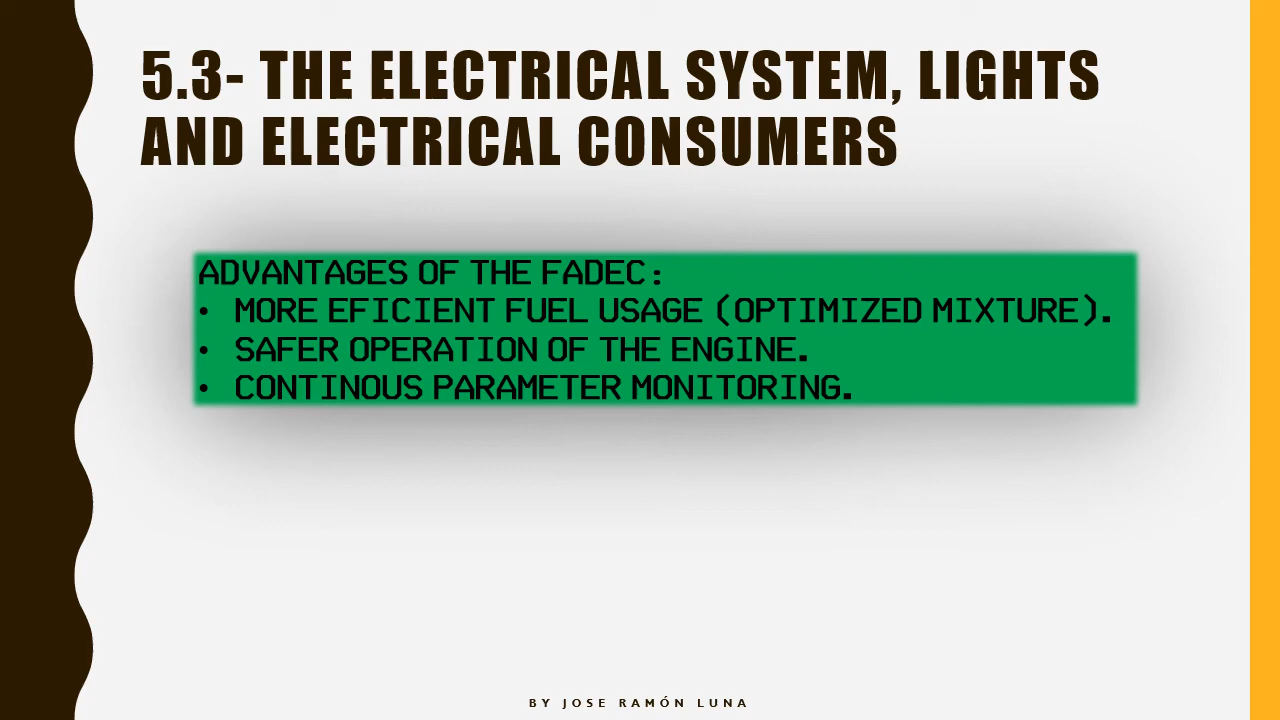 5.3- THE ELECTRICAL SYSTEM, LIGHTS
AND ELECTRICAL CONSUMERS
ADVANTAGES OF THE FADEC:
• MORE EFICIENT FUEL USAGE (OPTIMIZED MIXTURE).
• SAFER OPERATION OF THE ENGINE.
• CONTINOUS PARAMETER MONITORING.
BY JOSE RAMÓN LUNA